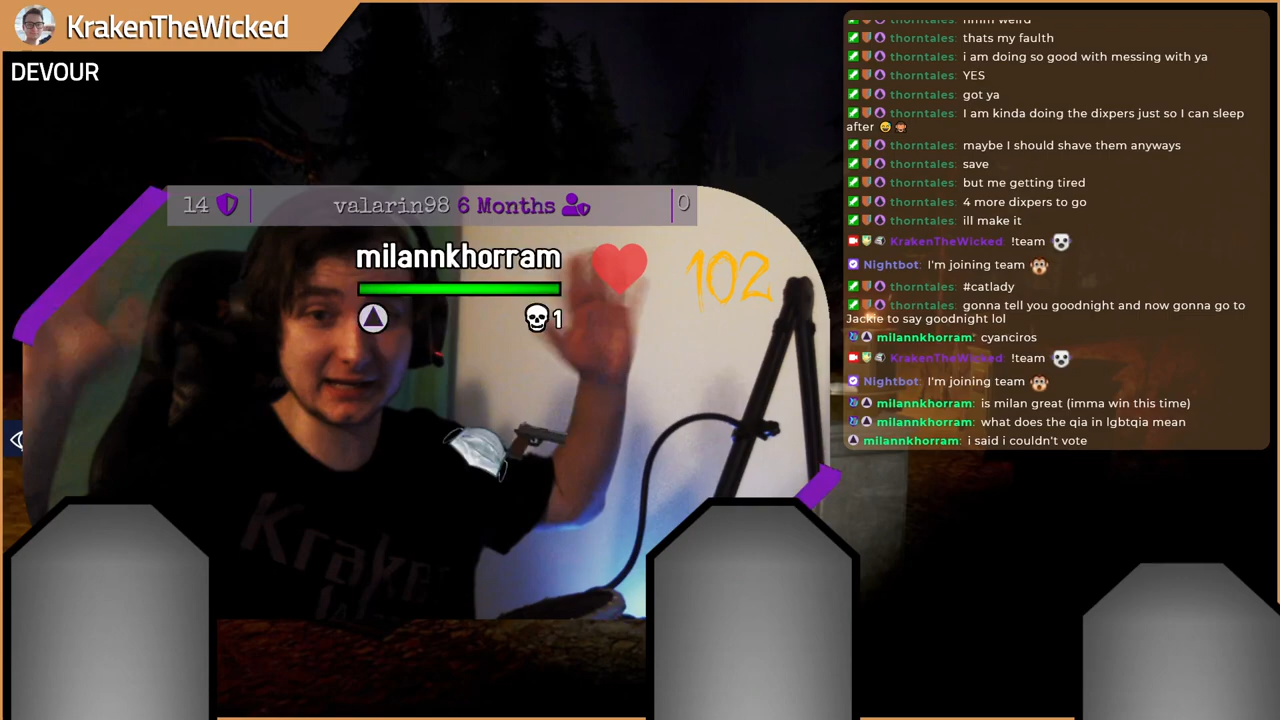 KrakenTheWicked
DEVOUR
14
valarin98 6 Months
0
milannkhorram
1
102
thorntales: hmm weird
thorntales: thats my faulth
thorntales: i am doing so good with messing with ya
thorntales: YES
thorntales: got ya
thorntales: I am kinda doing the dixpers just so I can sleep
after 😅 🐵
thorntales: maybe I should shave them anyways
thorntales: save
thorntales: but me getting tired
thorntales: 4 more dixpers to go
thorntales: ill make it
KrakenTheWicked: !team
Nightbot: I'm joining team
thorntales: #catlady
thorntales: gonna tell you goodnight and now gonna go to
Jackie to say goodnight lol
milannkhorram: cyanciros
KrakenTheWicked: !team
Nightbot: I'm joining team
milannkhorram: is milan great (imma win this time)
milannkhorram: what does the qia in lgbtqia mean
milannkhorram: i said i couldn't vote